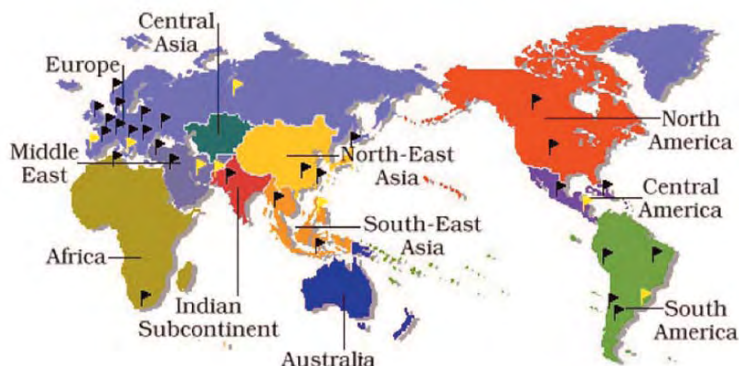 Central
Asia
Europe
North
America
Middle
East
North-East
Asia
Central
America
South-East
Asia
Africa
Indian
Subcontinent
South
America
Australia